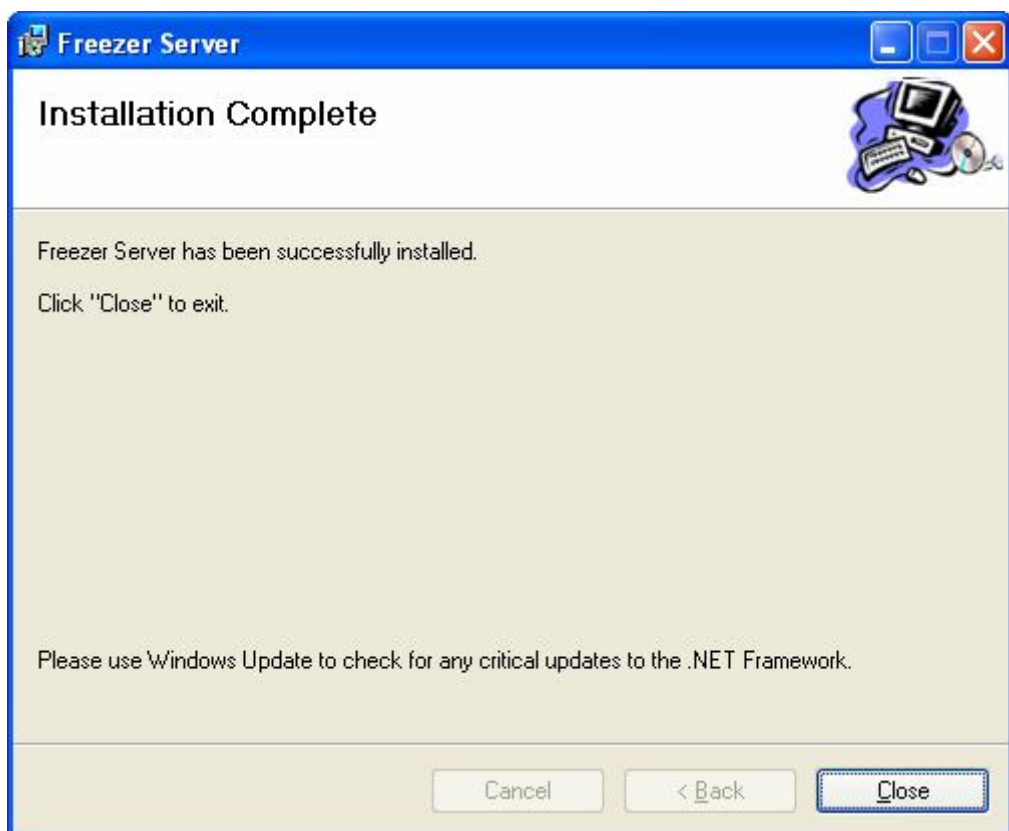 Freezer Server
Installation Complete
Freezer Server has been successfully installed.
Click "Close" to exit.
Please use Windows Update to check for any critical updates to the .NET Framework.
Cancel
< Back
Close